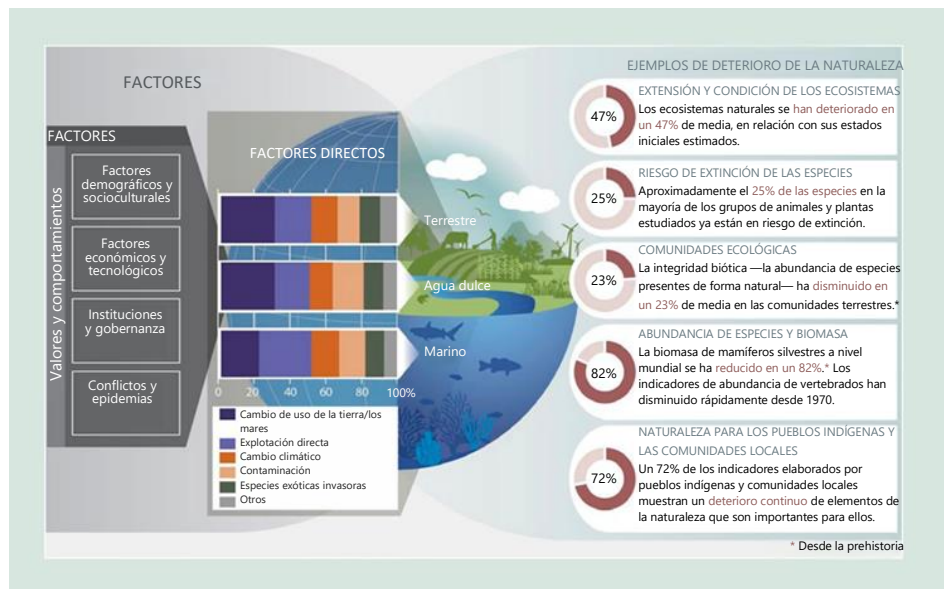 FACTORES
FACTORES
Valores y comportamientos
Factores
demográficos y
socioculturales
Factores
económicos y
tecnológicos
Instituciones
y gobernanza
Conflictos y
epidemias
FACTORES DIRECTOS
Terrestre
Agua dulce
Marino
0 20 40 60 80 100%
Cambio de uso de la tierra/los
mares
Explotación directa
Cambio climático
Contaminación
Especies exóticas invasoras
Otros
EJEMPLOS DE DETERIORO DE LA NATURALEZA
47%
EXTENSIÓN Y CONDICIÓN DE LOS ECOSISTEMAS
Los ecosistemas naturales se han deteriorado en
un 47% de media, en relación con sus estados
iniciales estimados.
25%
RIESGO DE EXTINCIÓN DE LAS ESPECIES
Aproximadamente el 25% de las especies en la
mayoría de los grupos de animales y plantas
estudiados ya están en riesgo de extinción.
23%
COMUNIDADES ECOLÓGICAS
La integridad biótica —la abundancia de especies
presentes de forma natural— ha disminuido en
un 23% de media en las comunidades terrestres.*
82%
ABUNDANCIA DE ESPECIES Y BIOMASA
La biomasa de mamíferos silvestres a nivel
mundial se ha reducido en un 82%.* Los
indicadores de abundancia de vertebrados han
disminuido rápidamente desde 1970.
72%
NATURALEZA PARA LOS PUEBLOS INDÍGENAS Y
LAS COMUNIDADES LOCALES
Un 72% de los indicadores elaborados por
pueblos indígenas y comunidades locales
muestran un deterioro continuo de elementos de
la naturaleza que son importantes para ellos.
* Desde la prehistoria